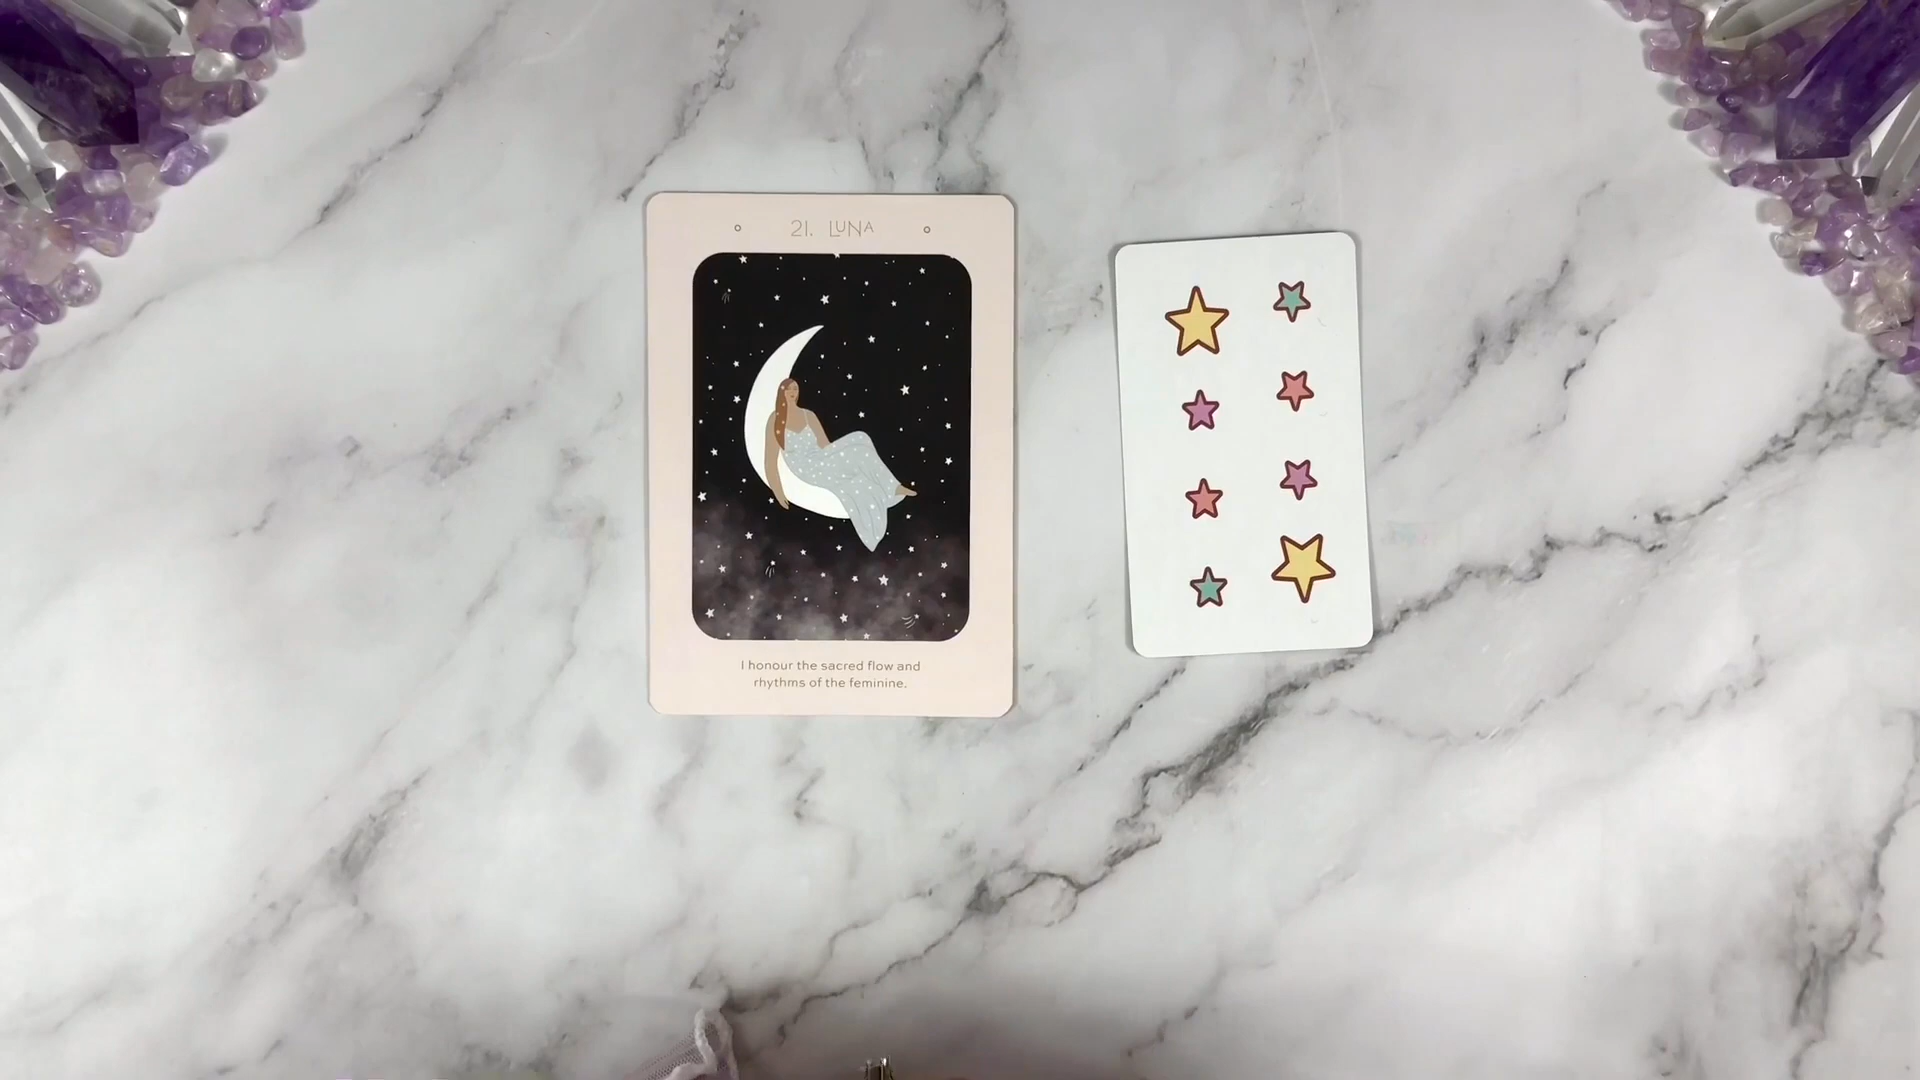 21. LUNA
I honour the sacred flow and
rhythms of the feminine.